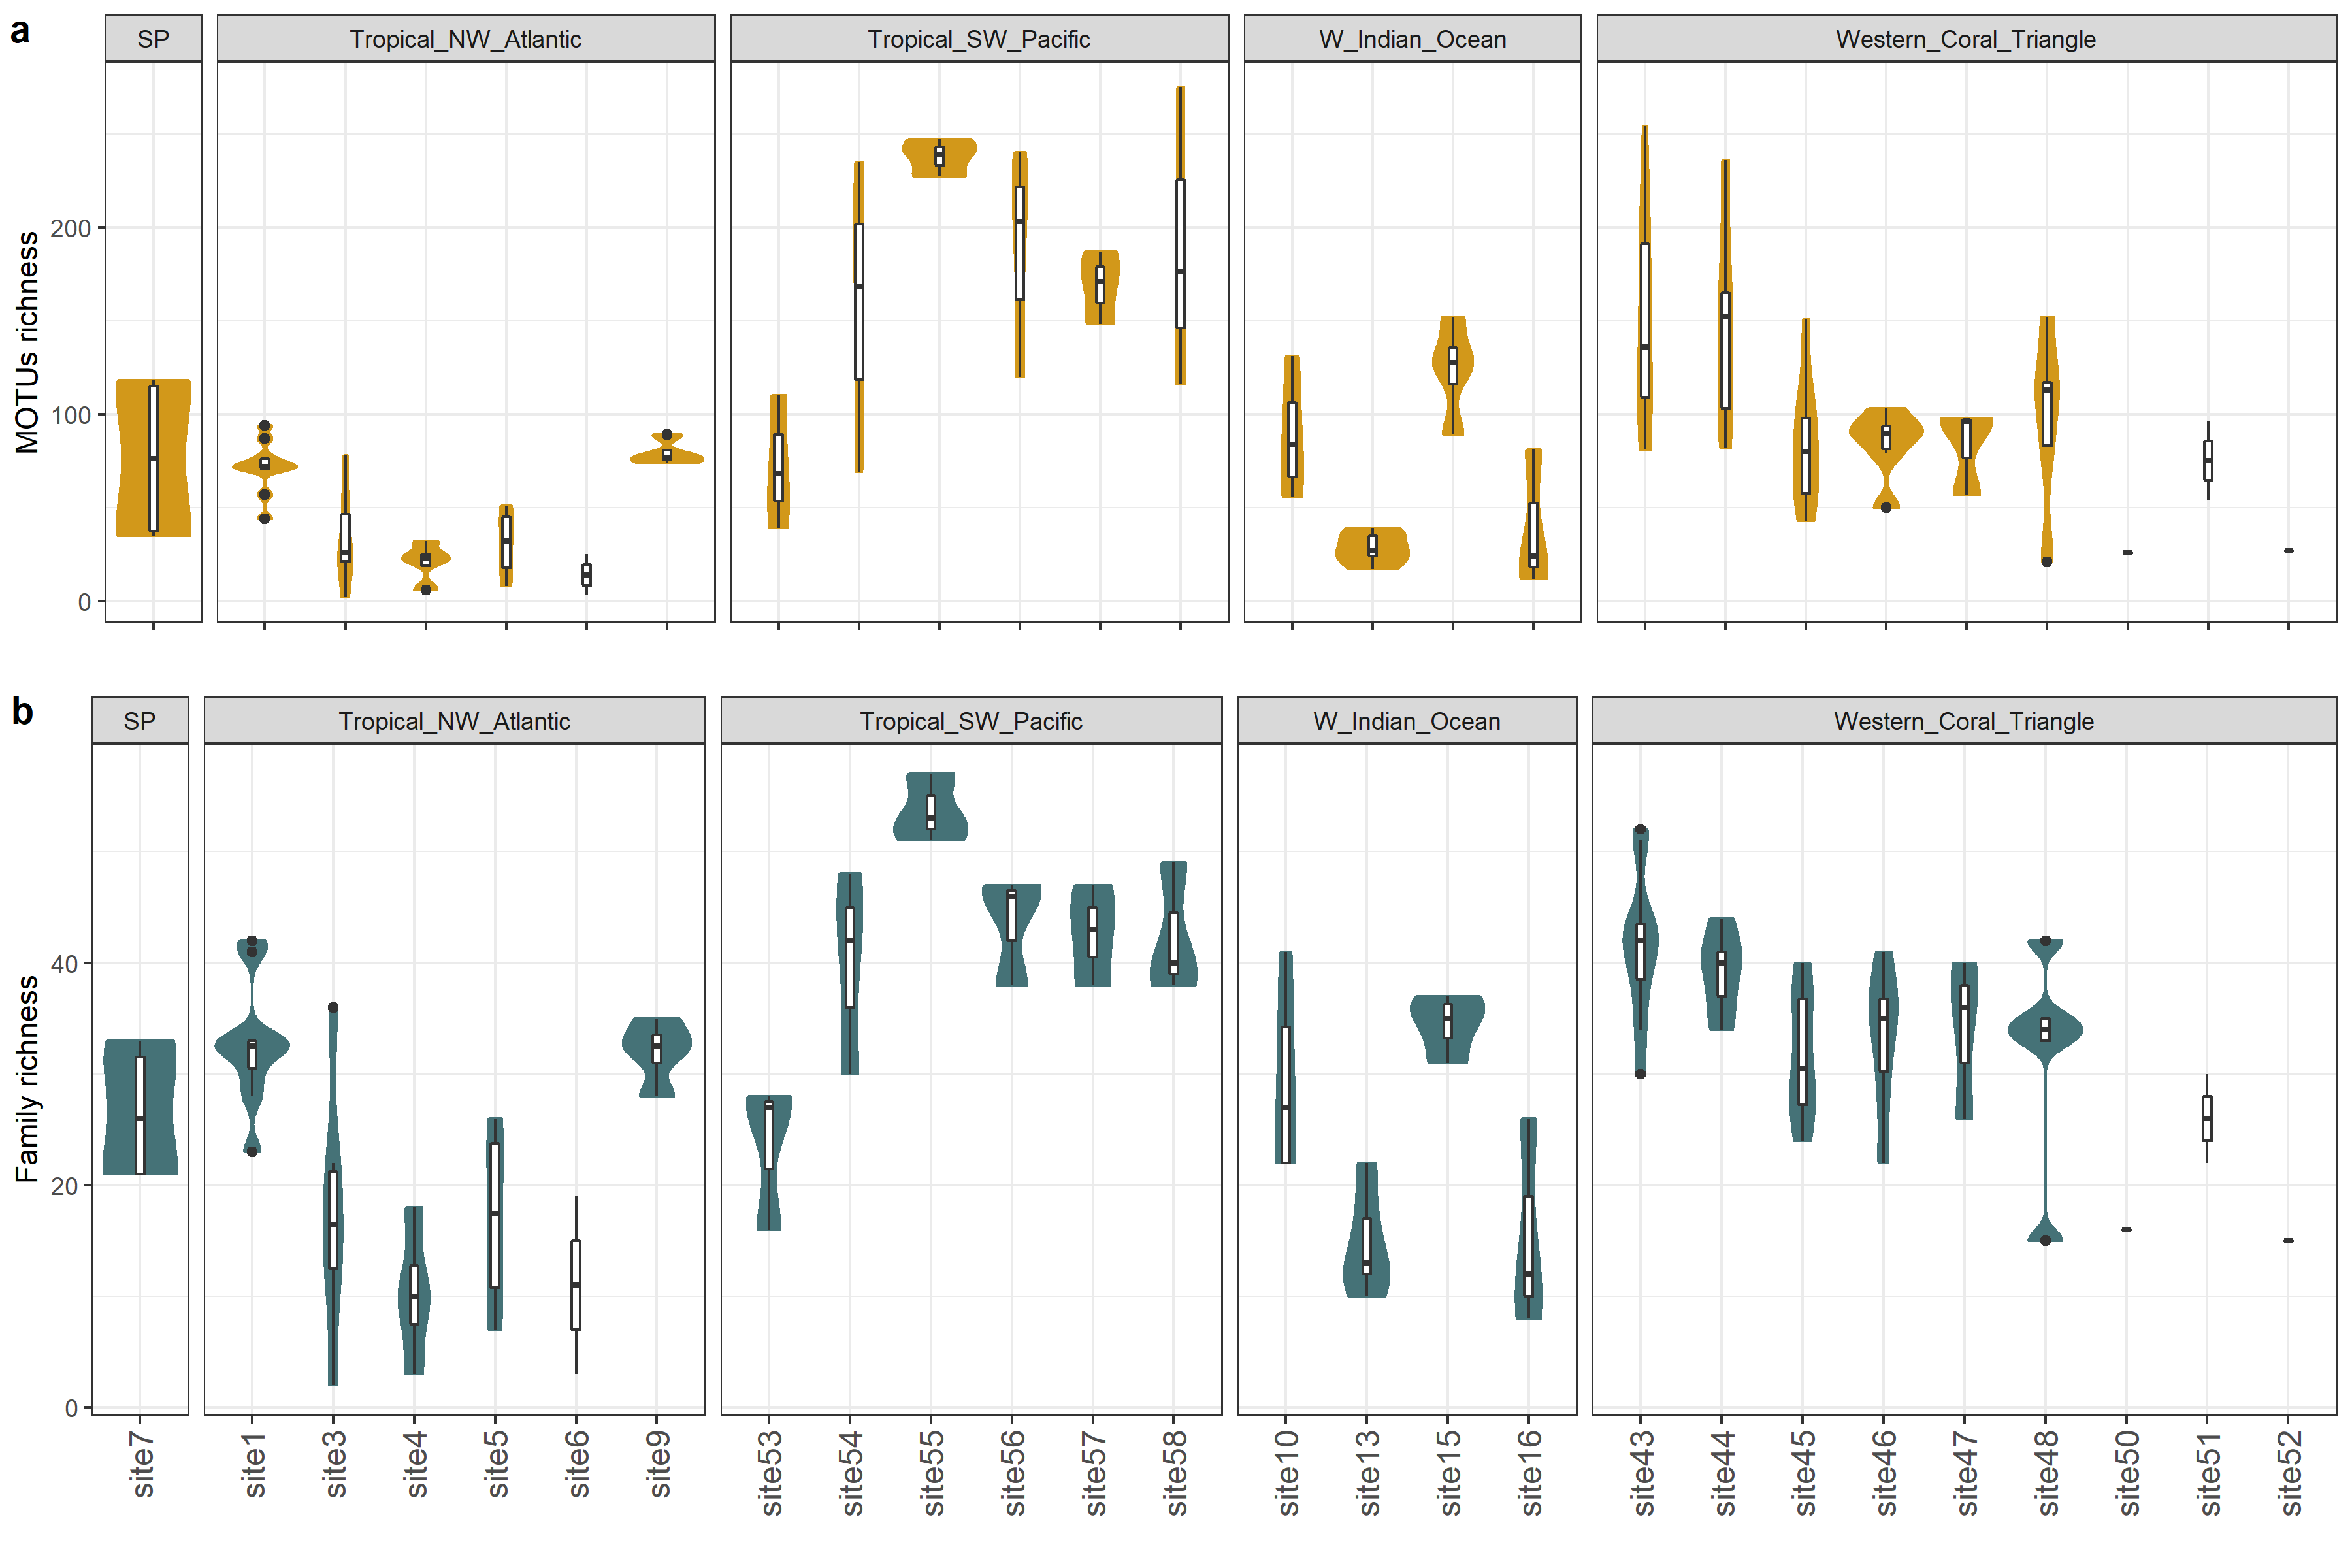 a
SP Tropical_NW_Atlantic Tropical_SW_Pacific W_Indian_Ocean Western_Coral_Triangle
MOTUs richness
200
100
0
b
SP Tropical_NW_Atlantic Tropical_SW_Pacific W_Indian_Ocean Western_Coral_Triangle
Family richness
40
20
0
site7 site1 site3 site4 site5 site6 site9 site53 site54 site55 site56 site57 site58 site10 site13 site15 site16 site43 site44 site45 site46 site47 site48 site50 site51 site52